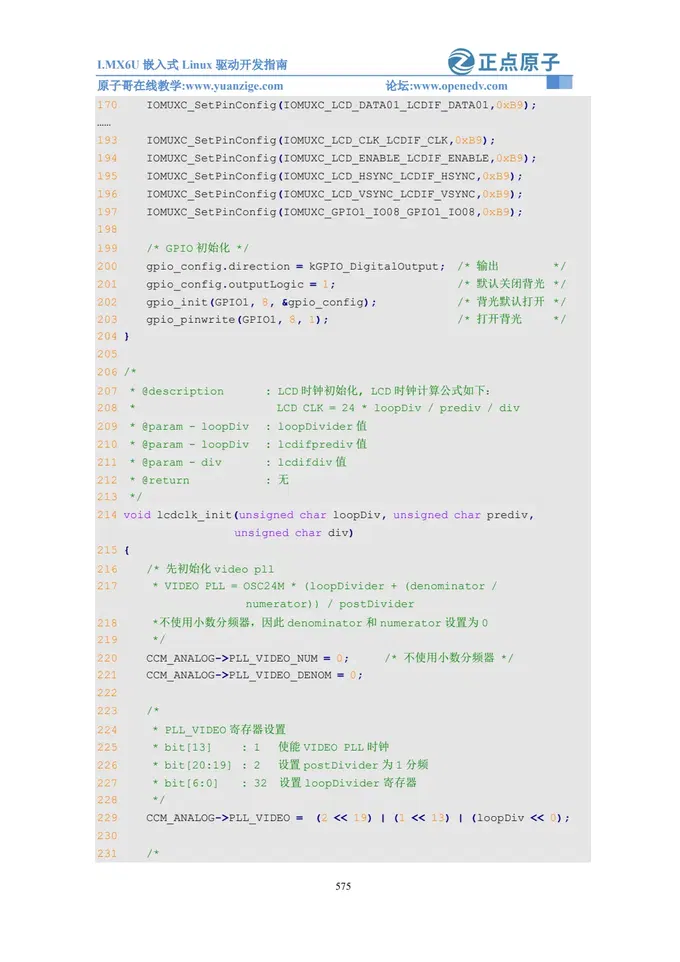 I.MX6U 嵌入式 Linux 驱动开发指南
正点原子
原子哥在线教学:www.yuanzige.com 论坛:www.openedv.com
170 IOMUXC_SetPinConfig(IOMUXC_LCD_DATA01_LCDIF_DATA01,0xB9);
……
193 IOMUXC_SetPinConfig(IOMUXC_LCD_CLK_LCDIF_CLK,0xB9);
194 IOMUXC_SetPinConfig(IOMUXC_LCD_ENABLE_LCDIF_ENABLE,0xB9);
195 IOMUXC_SetPinConfig(IOMUXC_LCD_HSYNC_LCDIF_HSYNC,0xB9);
196 IOMUXC_SetPinConfig(IOMUXC_LCD_VSYNC_LCDIF_VSYNC,0xB9);
197 IOMUXC_SetPinConfig(IOMUXC_GPIO1_IO08_GPIO1_IO08,0xB9);
198
199 /* GPIO 初始化 */
200 gpio_config.direction = kGPIO_DigitalOutput; /* 输出 */
201 gpio_config.outputLogic = 1; /* 默认关闭背光 */
202 gpio_init(GPIO1, 8, &gpio_config); /* 背光默认打开 */
203 gpio_pinwrite(GPIO1, 8, 1); /* 打开背光 */
204 }
205
206 /*
207 * @description : LCD 时钟初始化, LCD 时钟计算公式如下：
208 * LCD CLK = 24 * loopDiv / prediv / div
209 * @param - loopDiv : loopDivider 值
210 * @param - loopDiv : lcdifprediv 值
211 * @param - div : lcdifdiv 值
212 * @return : 无
213 */
214 void lcdclk_init(unsigned char loopDiv, unsigned char prediv,
unsigned char div)
215 {
216 /* 先初始化 video pll
217 * VIDEO PLL = OSC24M * (loopDivider + (denominator /
numerator)) / postDivider
218 *不使用小数分频器，因此 denominator 和 numerator 设置为 0
219 */
220 CCM_ANALOG->PLL_VIDEO_NUM = 0; /* 不使用小数分频器 */
221 CCM_ANALOG->PLL_VIDEO_DENOM = 0;
222
223 /*
224 * PLL_VIDEO 寄存器设置
225 * bit[13] : 1 使能 VIDEO PLL 时钟
226 * bit[20:19] : 2 设置 postDivider 为 1 分频
227 * bit[6:0] : 32 设置 loopDivider 寄存器
228 */
229 CCM_ANALOG->PLL_VIDEO = (2 << 19) | (1 << 13) | (loopDiv << 0);
230
231 /*
575